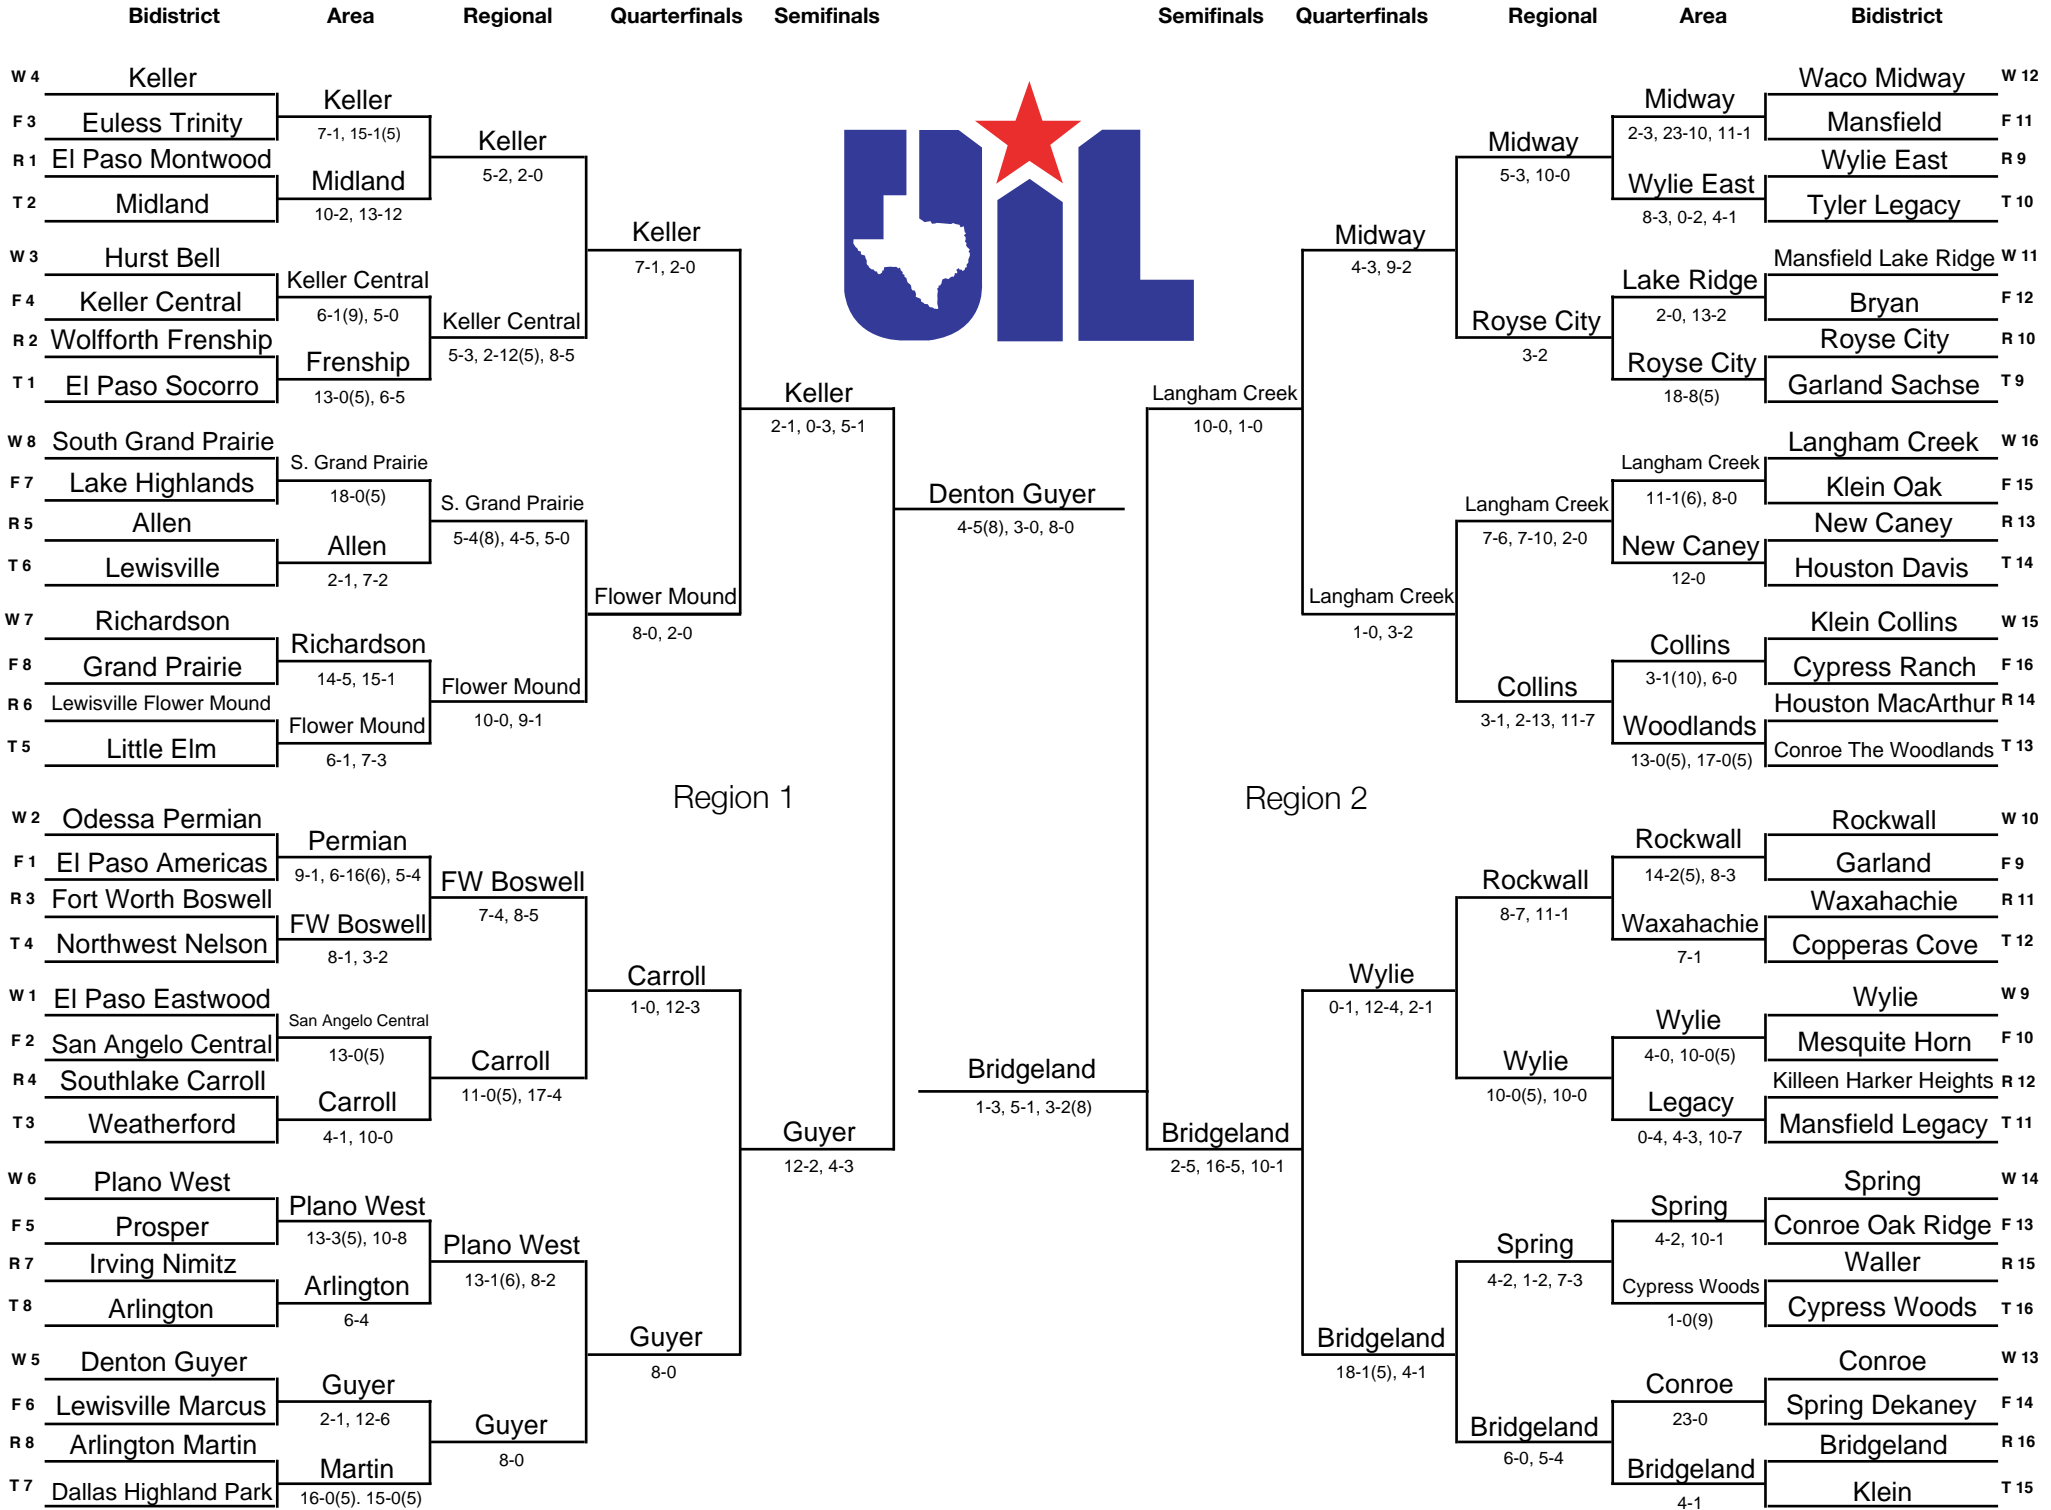 Bidistrict Area Regional Quarterfinals Semifinals Semifinals Quarterfinals Regional Area Bidistrict
W 4 Keller
Keller
F 3 Euless Trinity
7-1, 15-1(5)
Keller
R 1 El Paso Montwood
5-2, 2-0
Midland
T 2 Midland
10-2, 13-12
Keller
7-1, 2-0
W 3 Hurst Bell
Keller Central
F 4 Keller Central
6-1(9), 5-0
Keller Central
R 2 Wolfforth Frenship
5-3, 2-12(5), 8-5
Frenship
T 1 El Paso Socorro
13-0(5), 6-5
Keller
2-1, 0-3, 5-1
W 8 South Grand Prairie
S. Grand Prairie
F 7 Lake Highlands
18-0(5)
S. Grand Prairie
R 5 Allen
5-4(8), 4-5, 5-0
Allen
T 6 Lewisville
2-1, 7-2
Flower Mound
8-0, 2-0
W 7 Richardson
Richardson
F 8 Grand Prairie
14-5, 15-1
Flower Mound
R 6 Lewisville Flower Mound
10-0, 9-1
Flower Mound
T 5 Little Elm
6-1, 7-3
Region 1
Denton Guyer
4-5(8), 3-0, 8-0
W 2 Odessa Permian
Permian
F 1 El Paso Americas
9-1, 6-16(6), 5-4
FW Boswell
R 3 Fort Worth Boswell
7-4, 8-5
FW Boswell
T 4 Northwest Nelson
8-1, 3-2
Carroll
1-0, 12-3
W 1 El Paso Eastwood
San Angelo Central
F 2 San Angelo Central
13-0(5)
Carroll
R 4 Southlake Carroll
11-0(5), 17-4
Carroll
T 3 Weatherford
4-1, 10-0
Guyer
12-2, 4-3
W 6 Plano West
Plano West
F 5 Prosper
13-3(5), 10-8
Plano West
R 7 Irving Nimitz
13-1(6), 8-2
Arlington
T 8 Arlington
6-4
Guyer
8-0
W 5 Denton Guyer
Guyer
F 6 Lewisville Marcus
2-1, 12-6
Guyer
R 8 Arlington Martin
8-0
Martin
T 7 Dallas Highland Park
16-0(5). 15-0(5)
UIL
Waco Midway W 12
Midway
Mansfield F 11
2-3, 23-10, 11-1
Midway
Wylie East R 9
5-3, 10-0
Wylie East
Tyler Legacy T 10
8-3, 0-2, 4-1
Midway
4-3, 9-2
Mansfield Lake Ridge W 11
Lake Ridge
Bryan F 12
2-0, 13-2
Royse City
Royse City R 10
3-2
Royse City
Garland Sachse T 9
18-8(5)
Langham Creek
10-0, 1-0
Langham Creek W 16
Langham Creek
Klein Oak F 15
11-1(6), 8-0
Langham Creek
New Caney R 13
7-6, 7-10, 2-0
New Caney
Houston Davis T 14
12-0
Langham Creek
1-0, 3-2
Klein Collins W 15
Collins
Cypress Ranch F 16
3-1(10), 6-0
Collins
Houston MacArthur R 14
3-1, 2-13, 11-7
Woodlands
Conroe The Woodlands T 13
13-0(5), 17-0(5)
Region 2
Bridgeland
1-3, 5-1, 3-2(8)
Rockwall W 10
Rockwall
Garland F 9
14-2(5), 8-3
Rockwall
Waxahachie R 11
8-7, 11-1
Waxahachie
Copperas Cove T 12
7-1
Wylie
0-1, 12-4, 2-1
Wylie W 9
Wylie
Mesquite Horn F 10
4-0, 10-0(5)
Wylie
Killeen Harker Heights R 12
10-0(5), 10-0
Legacy
Mansfield Legacy T 11
0-4, 4-3, 10-7
Bridgeland
2-5, 16-5, 10-1
Spring W 14
Spring
Conroe Oak Ridge F 13
4-2, 10-1
Spring
Waller R 15
4-2, 1-2, 7-3
Cypress Woods
Cypress Woods T 16
1-0(9)
Bridgeland
18-1(5), 4-1
Conroe W 13
Conroe
Spring Dekaney F 14
23-0
Bridgeland
Bridgeland R 16
6-0, 5-4
Bridgeland
Klein T 15
4-1